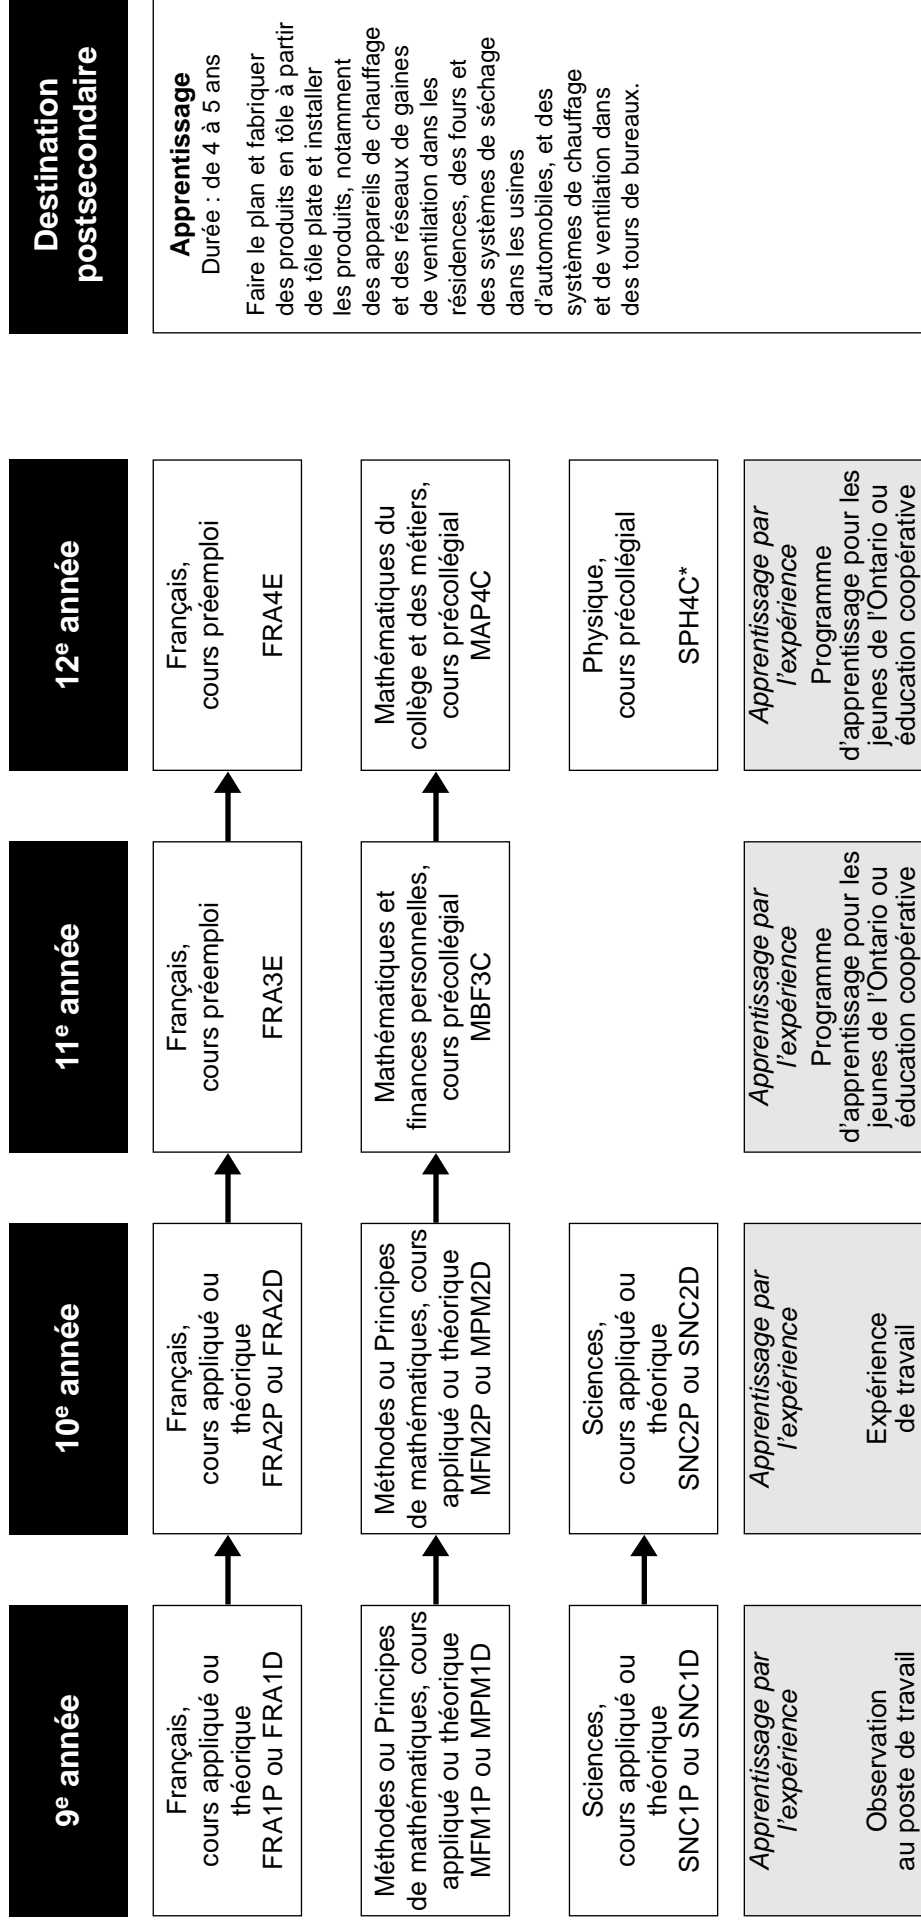 9e année
10e année
11e année
12e année
Destination
postsecondaire
Français,
cours appliqué ou
théorique
FRA1P ou FRA1D
Français,
cours appliqué ou
théorique
FRA2P ou FRA2D
Français,
cours préemploi
FRA3E
Français,
cours préemploi
FRA4E
Apprentissage
Durée : de 4 à 5 ans
Faire le plan et fabriquer
des produits en tôle à partir
de tôle plate et installer
les produits, notamment
des appareils de chauffage
et des réseaux de gaines
de ventilation dans les
résidences, des fours et
des systèmes de séchage
dans les usines
d'automobiles, et des
systèmes de chauffage
et de ventilation dans
des tours de bureaux.
Méthodes ou Principes
de mathématiques, cours
appliqué ou théorique
MFM1P ou MPM1D
Méthodes ou Principes
de mathématiques, cours
appliqué ou théorique
MFM2P ou MPM2D
Mathématiques et
finances personnelles,
cours précollégial
MBF3C
Mathématiques du
collège et des métiers,
cours précollégial
MAP4C
Sciences,
cours appliqué ou
théorique
SNC1P ou SNC1D
Sciences,
cours appliqué ou
théorique
SNC2P ou SNC2D
Physique,
cours précollégial
SPH4C*
Apprentissage par
l'expérience
Observation
au poste de travail
Apprentissage par
l'expérience
Expérience
de travail
Apprentissage par
l'expérience
Programme
d'apprentissage pour les
jeunes de l'Ontario ou
éducation coopérative
Apprentissage par
l'expérience
Programme
d'apprentissage pour les
jeunes de l'Ontario ou
éducation coopérative